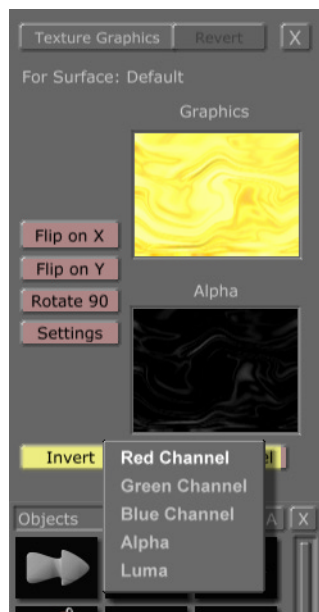 Texture Graphics Revert X
For Surface: Default
Graphics
Flip on X
Flip on Y
Rotate 90
Settings
Alpha
Invert
Red Channel
Green Channel
Blue Channel
Alpha
Luma
Objects A X